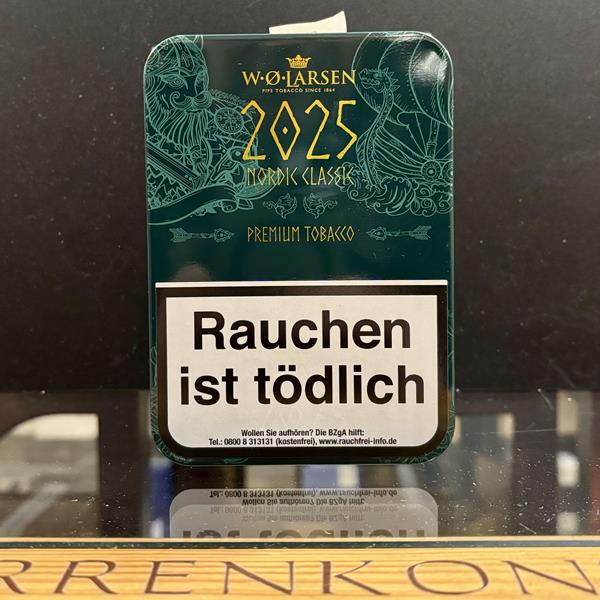 W·Ø·LARSEN
PIPE TOBACCO SINCE 1864
2025
NORDIC CLASSIC
PREMIUM TOBACCO
Rauchen
ist tödlich
Wollen Sie aufhören? Die BZgA hilft:
Tel.: 0800 8 313131 (kostenfrei), www.rauchfrei-info.de
RRENKON